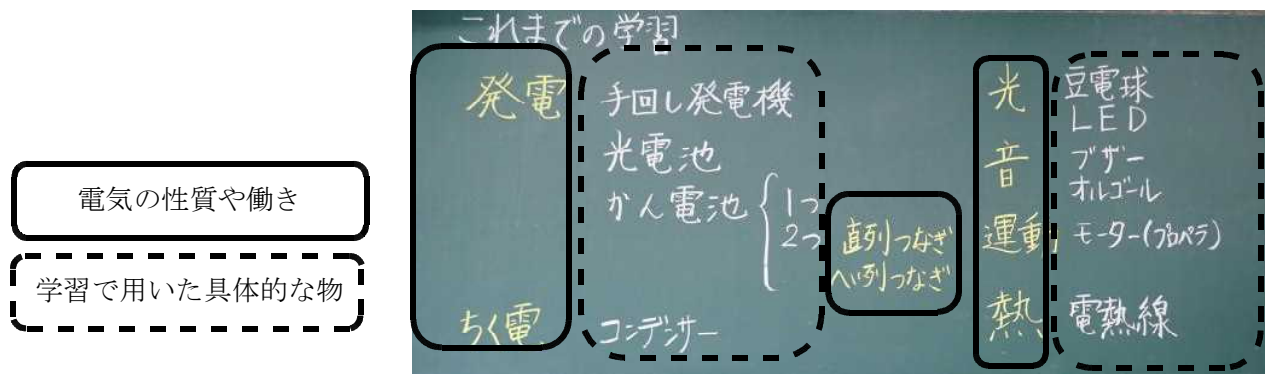 電気の性質や働き
学習で用いた具体的な物
これまでの学習
発電
手回し発電機
光電池
かん電池
1つ
2つ
直列つなぎ
へい列つなぎ
ちく電
コンデンサー
光
豆電球
LED
音
ブザー
オルゴール
運動
モーター(プロペラ)
熱
電熱線